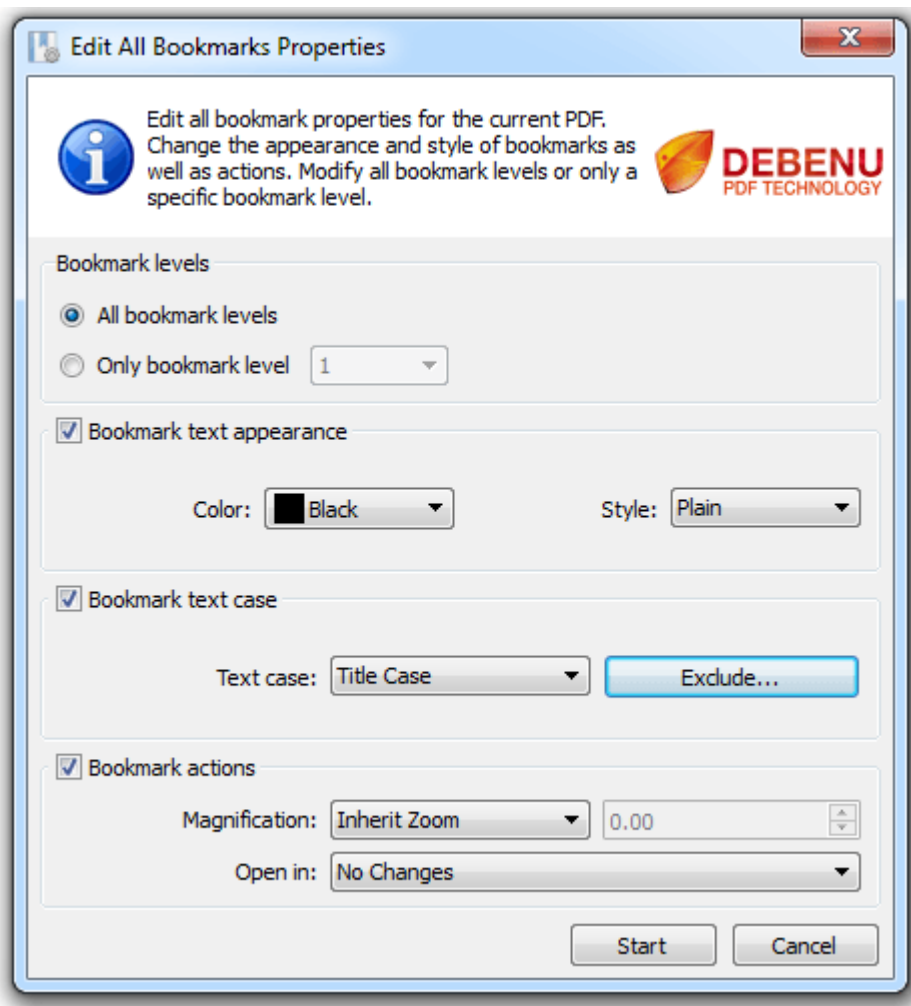 Edit All Bookmarks Properties
Edit all bookmark properties for the current PDF.
Change the appearance and style of bookmarks as
well as actions. Modify all bookmark levels or only a
specific bookmark level.
DEBENU
PDF TECHNOLOGY
Bookmark levels
All bookmark levels
Only bookmark level 1
Bookmark text appearance
Color: Black Style: Plain
Bookmark text case
Text case: Title Case Exclude...
Bookmark actions
Magnification: Inherit Zoom 0.00
Open in: No Changes
Start Cancel